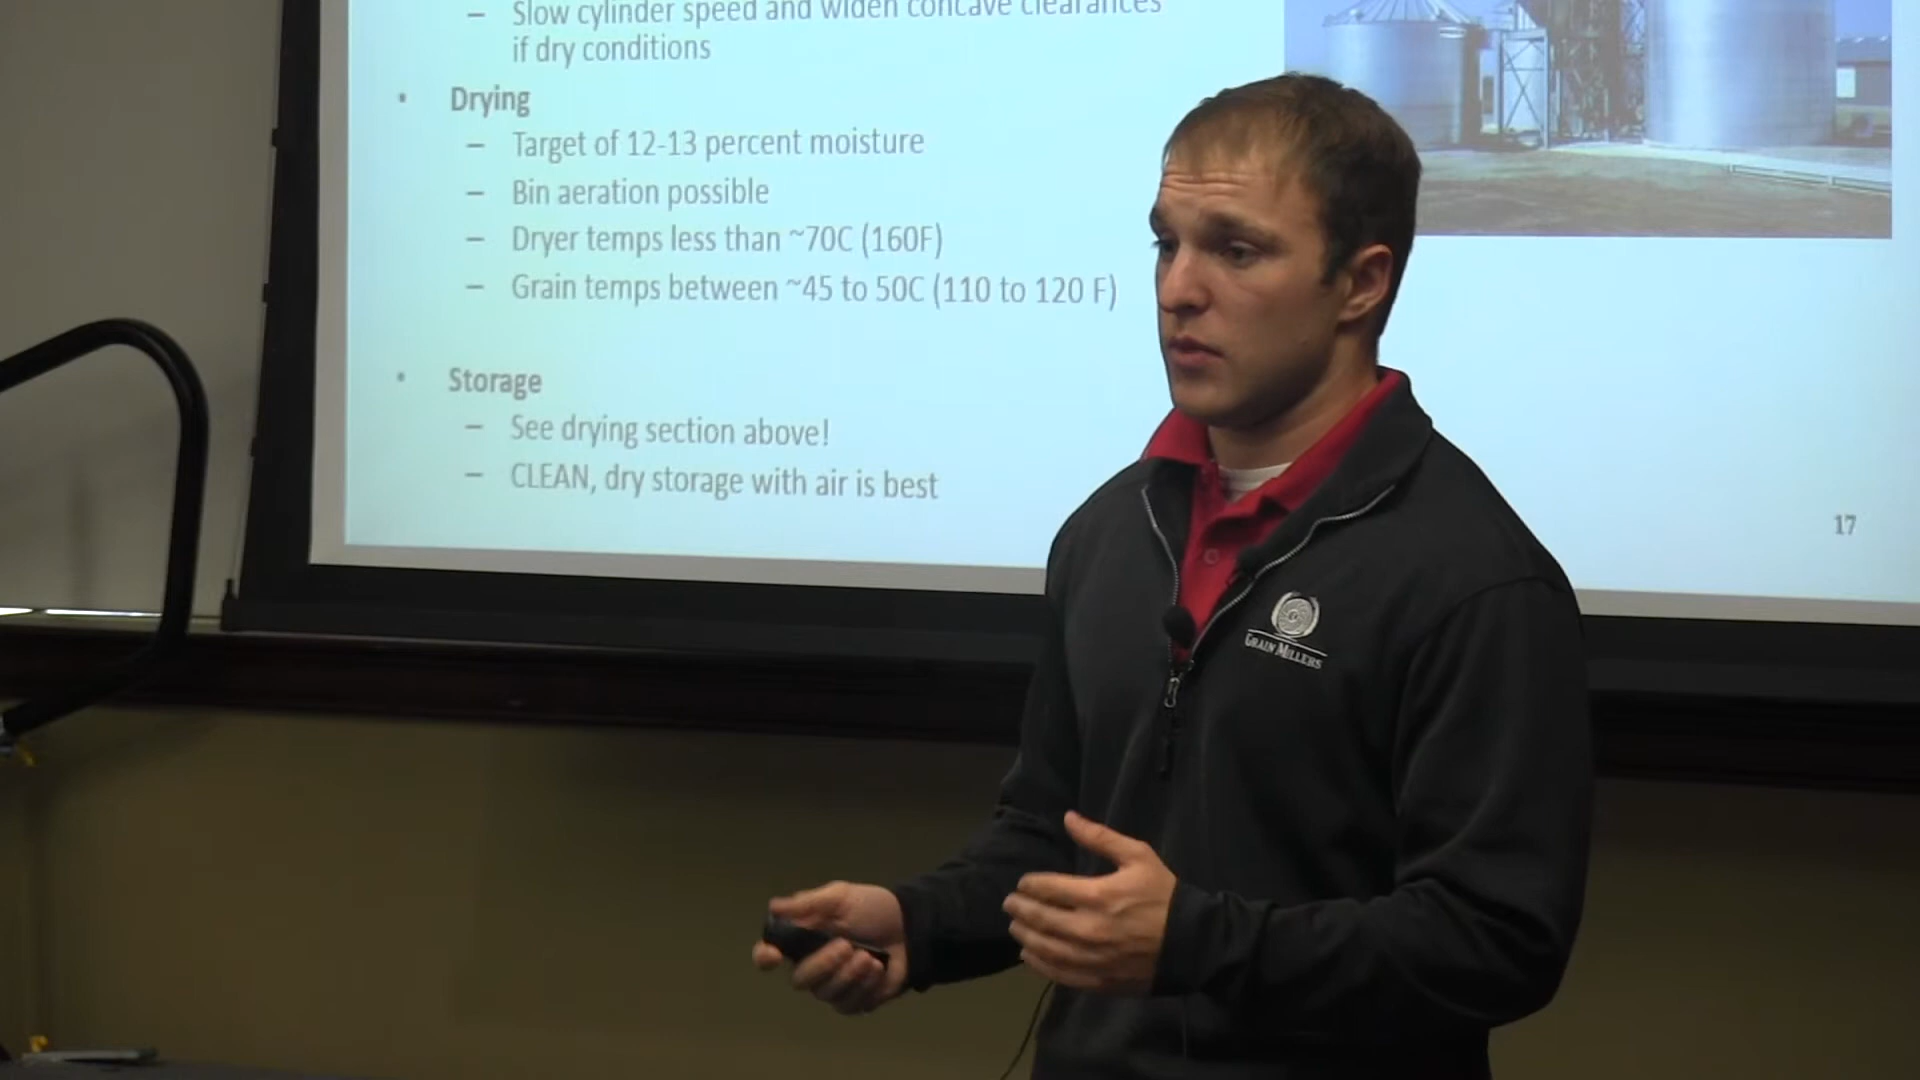 – Slow cylinder speed and widen concave clearances
if dry conditions
• Drying
– Target of 12-13 percent moisture
– Bin aeration possible
– Dryer temps less than ~70C (160F)
– Grain temps between ~45 to 50C (110 to 120 F)
• Storage
– See drying section above!
– CLEAN, dry storage with air is best
17
GRAIN MILLERS